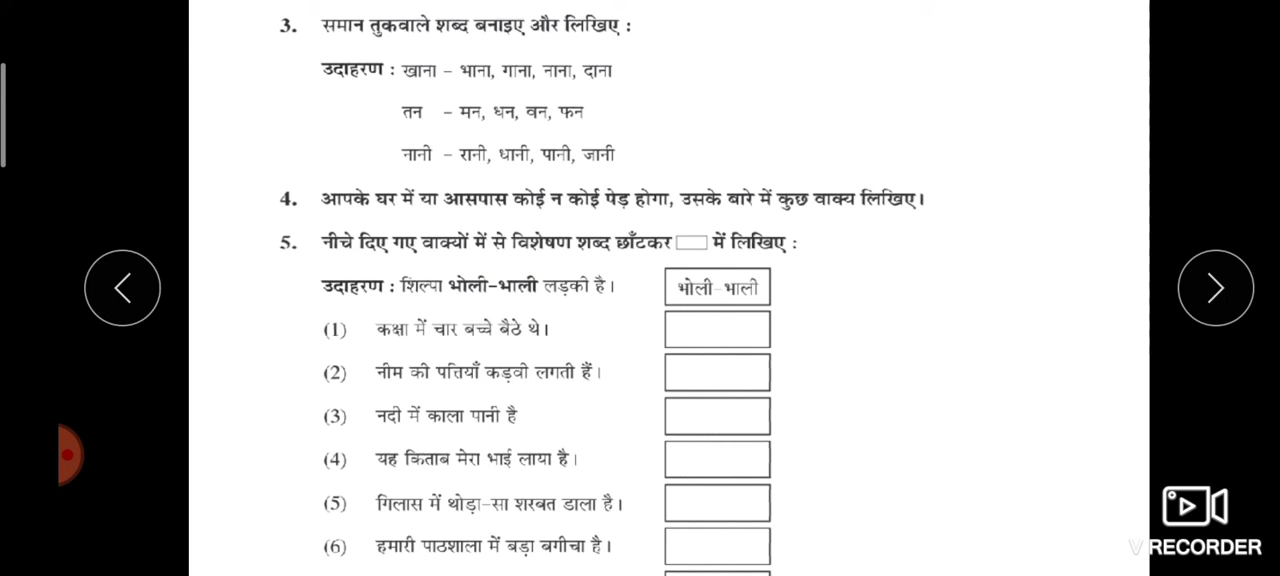 3. समान तुकवाले शब्द बनाइए और लिखिए :
उदाहरण : खाना – भाना, गाना, नाना, दाना
तन – मन, धन, वन, फन
नानी – रानी, धानी, पानी, जानी
4. आपके घर में या आसपास कोई न कोई पेड़ होगा, उसके बारे में कुछ वाक्य लिखिए।
5. नीचे दिए गए वाक्यों में से विशेषण शब्द छाँटकर में लिखिए :
उदाहरण : शिल्पा भोली-भाली लड़की है। भोली-भाली
(1) कक्षा में चार बच्चे बैठे थे।
(2) नीम की पत्तियाँ कड़वी लगती हैं।
(3) नदी में काला पानी है
(4) यह किताब मेरा भाई लाया है।
(5) गिलास में थोड़ा-सा शरबत डाला है।
(6) हमारी पाठशाला में बड़ा बगीचा है।
V RECORDER